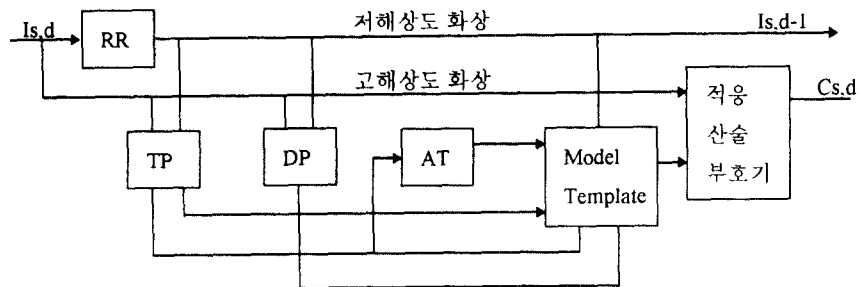 Is,d
RR
저해상도 화상
Is,d-1
고해상도 화상
TP
DP
AT
Model
Template
적응
산술
부호기
Cs,d